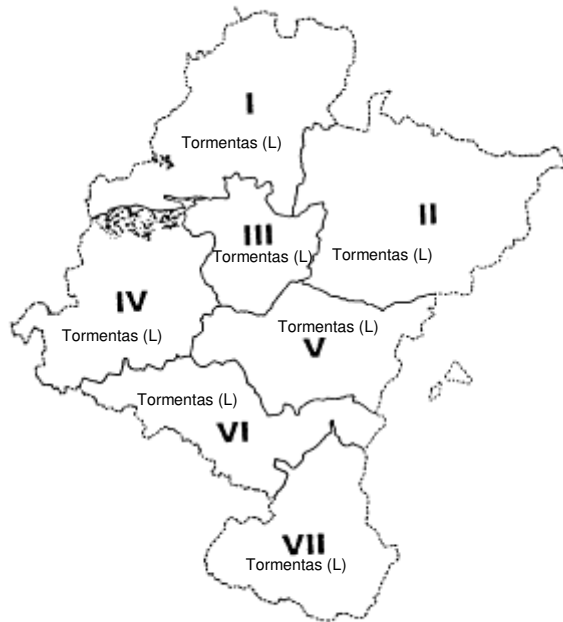 I
Tormentas (L)
II
Tormentas (L)
III
Tormentas (L)
IV
Tormentas (L)
Tormentas (L)
V
Tormentas (L)
VI
VII
Tormentas (L)